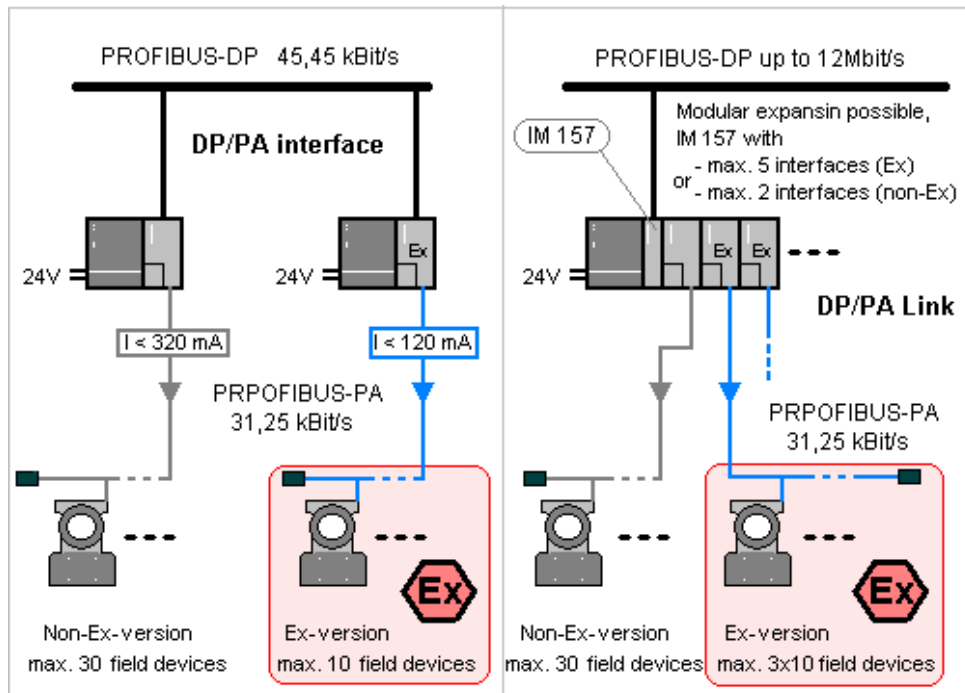 PROFIBUS-DP 45,45 kBit/s
DP/PA interface
Ex
24V
24V
I < 320 mA
I < 120 mA
PRPOFIBUS-PA
31,25 kBit/s
Ex
Non-Ex-version
max. 30 field devices
Ex-version
max. 10 field devices
PROFIBUS-DP up to 12Mbit/s
IM 157
Modular expansin possible,
IM 157 with
- max. 5 interfaces (Ex)
or - max. 2 interfaces (non-Ex)
Ex
Ex
24V
DP/PA Link
PRPOFIBUS-PA
31,25 kBit/s
Ex
Non-Ex-version
max. 30 field devices
Ex-version
max. 3x10 field devices